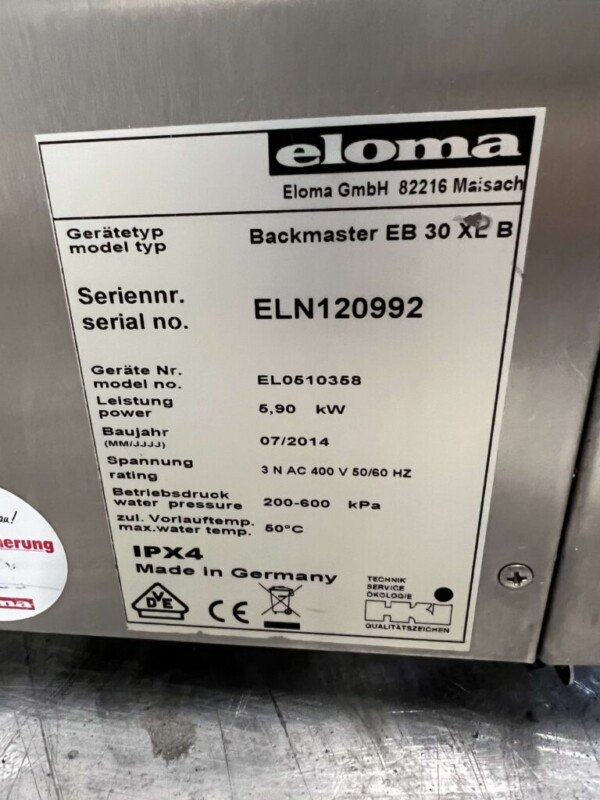 eloma
Eloma GmbH 82216 Maisach
Gerätetyp
model typ
Backmaster EB 30 XL B
Seriennr.
serial no.
ELN120992
Geräte Nr.
model no.
EL0510358
Leistung
power
5,90 kW
Baujahr
(MM/JJJJ)
07/2014
Spannung
rating
3 N AC 400 V 50/60 HZ
Betriebsdruck
water pressure
200-600 kPa
zul. Vorlauftemp.
max.water temp.
50°C
IPX4
Made in Germany
VDE
CE
TECHNIK
SERVICE
ÖKOLOGIE
HKI
QUALITÄTSZEICHEN